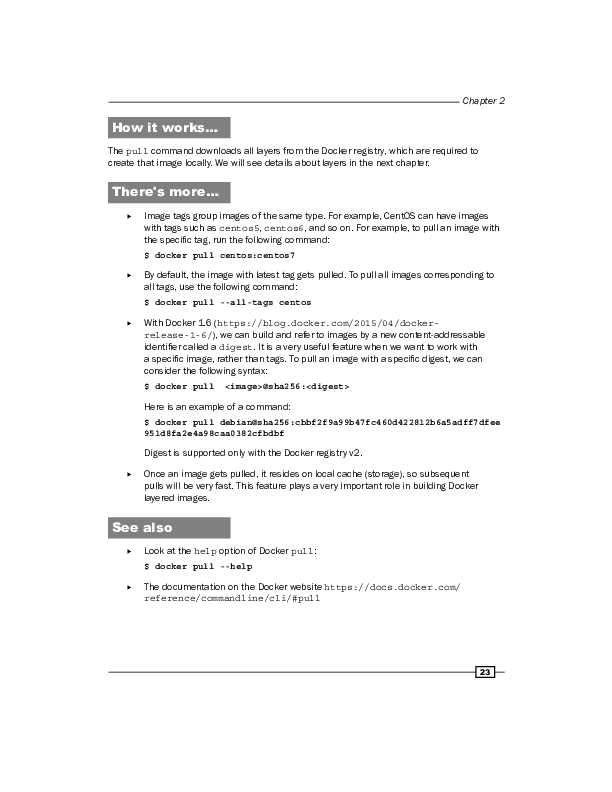 Chapter 2
How it works…
The pull command downloads all layers from the Docker registry, which are required to
create that image locally. We will see details about layers in the next chapter.
There's more…
Image tags group images of the same type. For example, CentOS can have images
with tags such as centos5, centos6, and so on. For example, to pull an image with
the specific tag, run the following command:
$ docker pull centos:centos7
By default, the image with latest tag gets pulled. To pull all images corresponding to
all tags, use the following command:
$ docker pull --all-tags centos
With Docker 1.6 (https://blog.docker.com/2015/04/docker-
release-1-6/), we can build and refer to images by a new content-addressable
identifier called a digest. It is a very useful feature when we want to work with
a specific image, rather than tags. To pull an image with a specific digest, we can
consider the following syntax:
$ docker pull  <image>@sha256:<digest>
Here is an example of a command:
$ docker pull debian@sha256:cbbf2f9a99b47fc460d422812b6a5adff7dfee
951d8fa2e4a98caa0382cfbdbf
Digest is supported only with the Docker registry v2.
Once an image gets pulled, it resides on local cache (storage), so subsequent
pulls will be very fast. This feature plays a very important role in building Docker
layered images.
See also
Look at the help option of Docker pull:
$ docker pull --help
The documentation on the Docker website https://docs.docker.com/
reference/commandline/cli/#pull
23